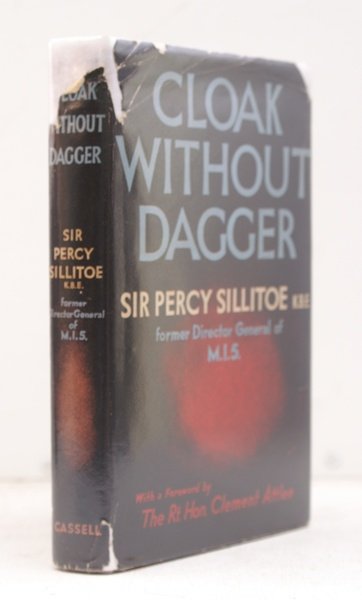 CLOAK
WITHOUT
DAGGER
SIR
PERCY
SILLITOE
K.B.E.
former
Director-General
of
M.I.5.
CASSELL
CLOAK
WITHOUT
DAGGER
SIR PERCY SILLITOE K.B.E.
former Director General of
M.I.5.
With a Foreword by
The Rt. Hon. Clement Attlee